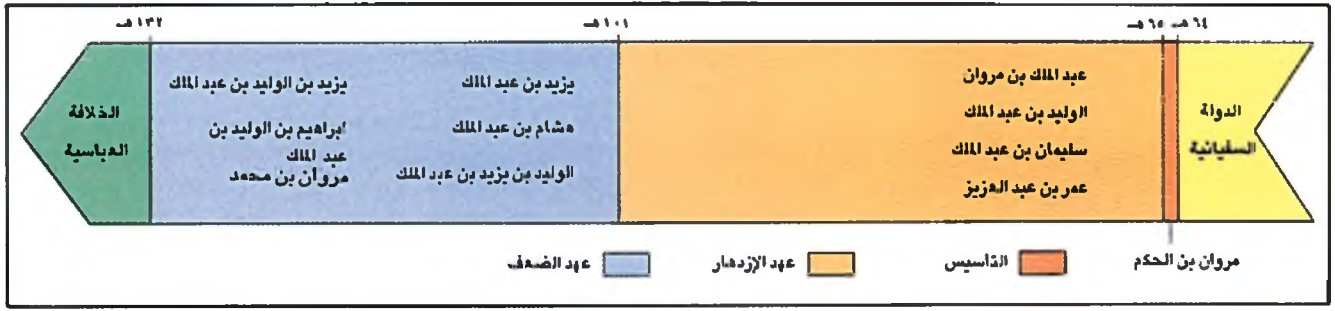 ٦٤ هـ
٦٥ هـ
١٠١ هـ
١٣٢ هـ
الدولة
السفيانية
عبد الملك بن مروان
الوليد بن عبد الملك
سليمان بن عبد الملك
عمر بن عبد العزيز
يزيد بن عبد الملك
هشام بن عبد الملك
الوليد بن يزيد بن عبد الملك
يزيد بن الوليد بن عبد الملك
ابراهيم بن الوليد بن
عبد الملك
مروان بن محمد
الخلافة
العباسية
مروان بن الحكم
التأسيس
عهد الإزدهار
عهد الضعف